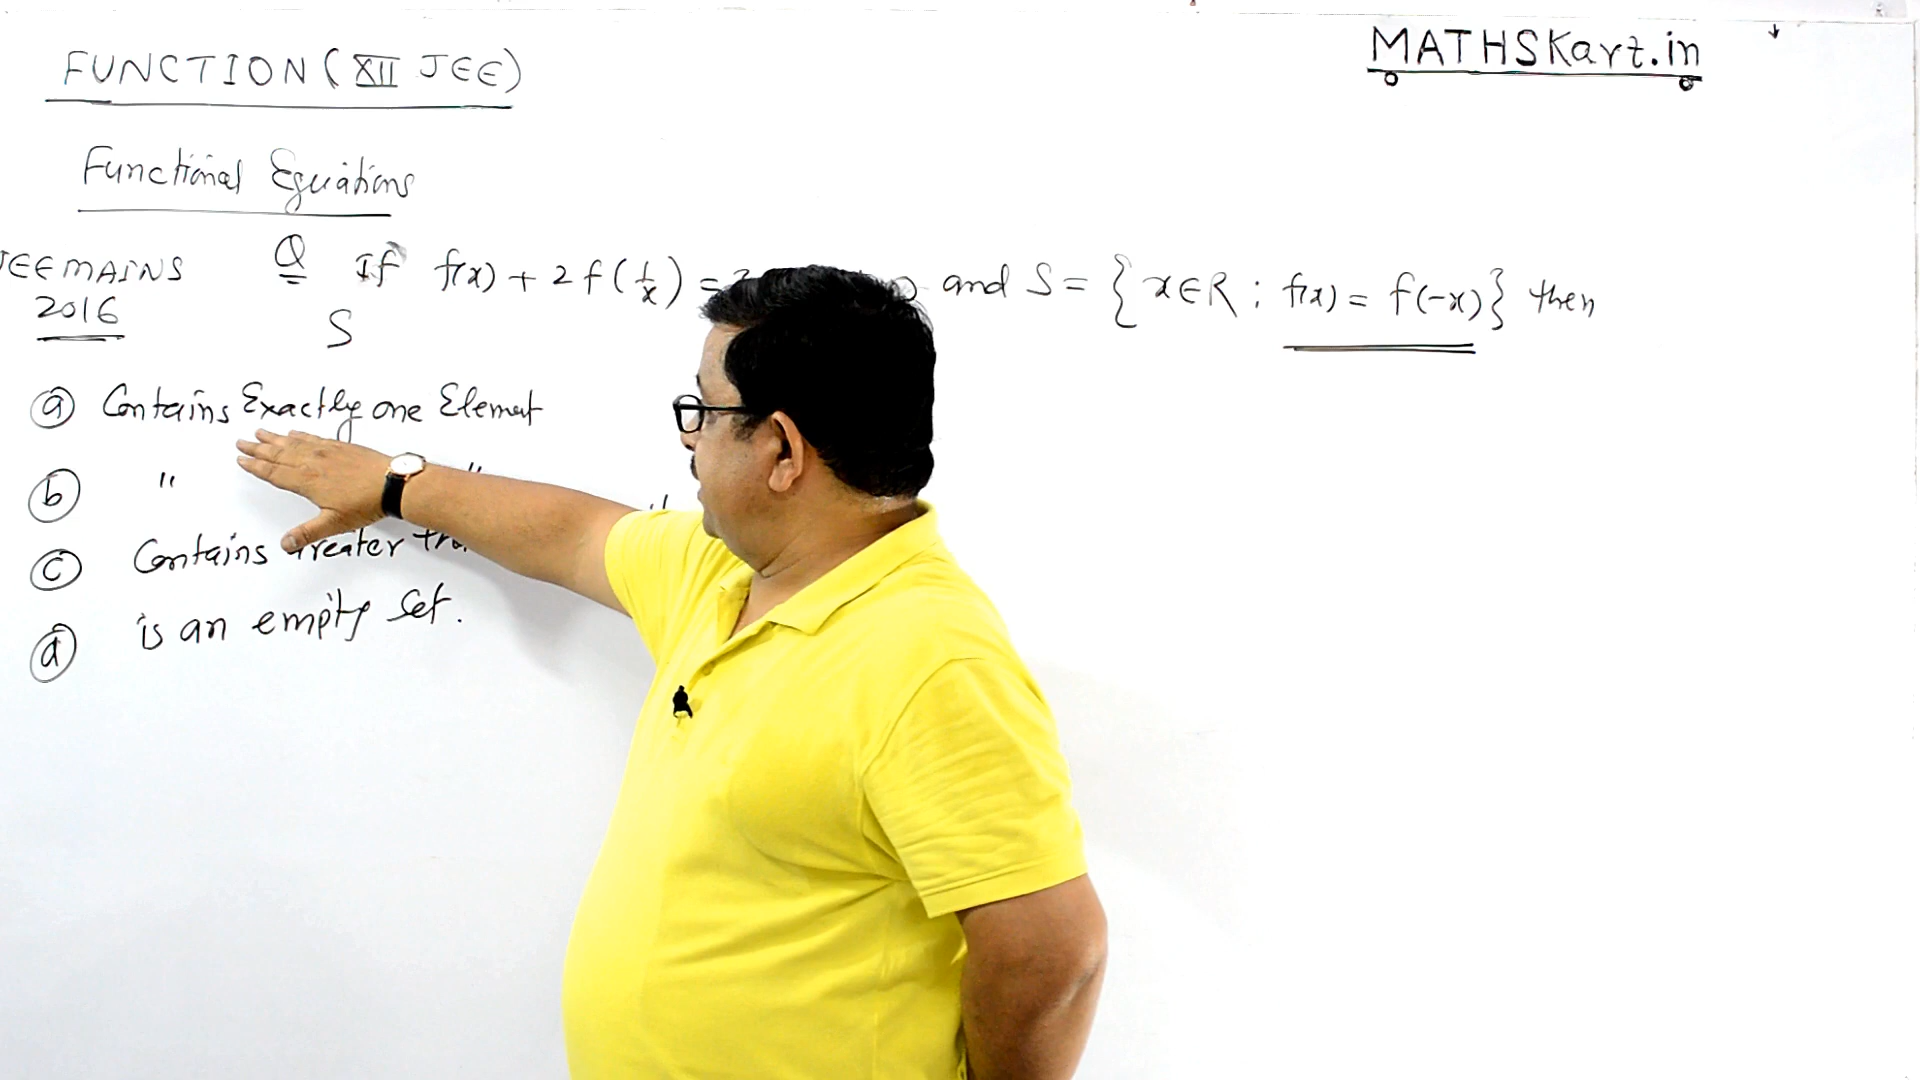 FUNCTION (XII JEE)
MATHSKart.in
Functional Equations
JEE MAINS
2016
Q If f(x) + 2f(1/x) = and S = {x∈R ; f(x) = f(-x)} then
S
(a) Contains Exactly one Element
(b) " " "
(c) Contains Greater
(d) is an empty Set.